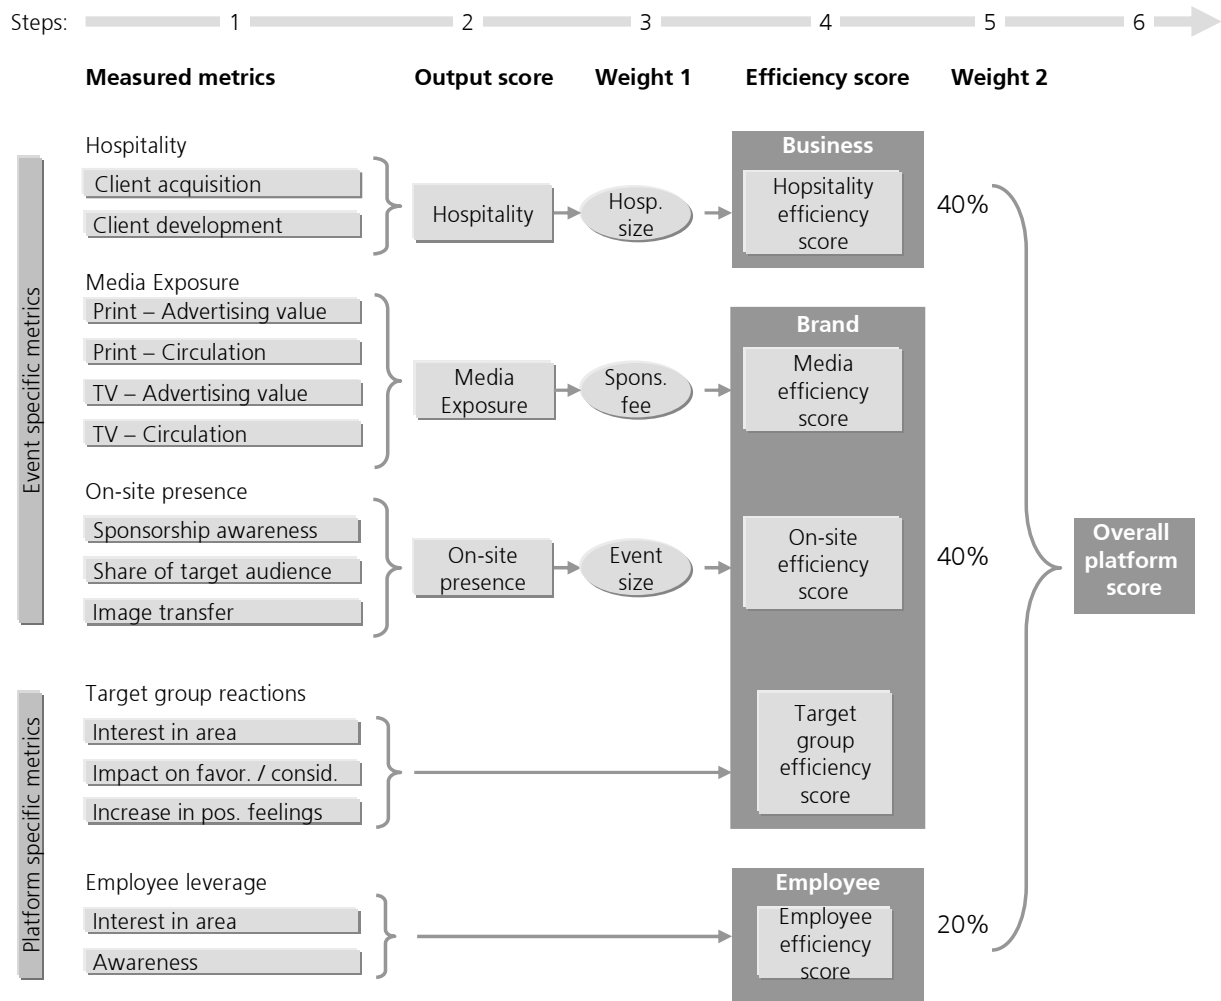 Steps: 1 2 3 4 5 6
Measured metrics Output score Weight 1 Efficiency score Weight 2
Event specific metrics
Hospitality
Client acquisition
Client development
Hospitality
Hosp.
size
Business
Hopsitality
efficiency
score
40%
Media Exposure
Print – Advertising value
Print – Circulation
TV – Advertising value
TV – Circulation
Media
Exposure
Spons.
fee
Brand
Media
efficiency
score
On-site presence
Sponsorship awareness
Share of target audience
Image transfer
On-site
presence
Event
size
On-site
efficiency
score
40%
Overall
platform
score
Platform specific metrics
Target group reactions
Interest in area
Impact on favor. / consid.
Increase in pos. feelings
Target
group
efficiency
score
Employee leverage
Interest in area
Awareness
Employee
Employee
efficiency
score
20%